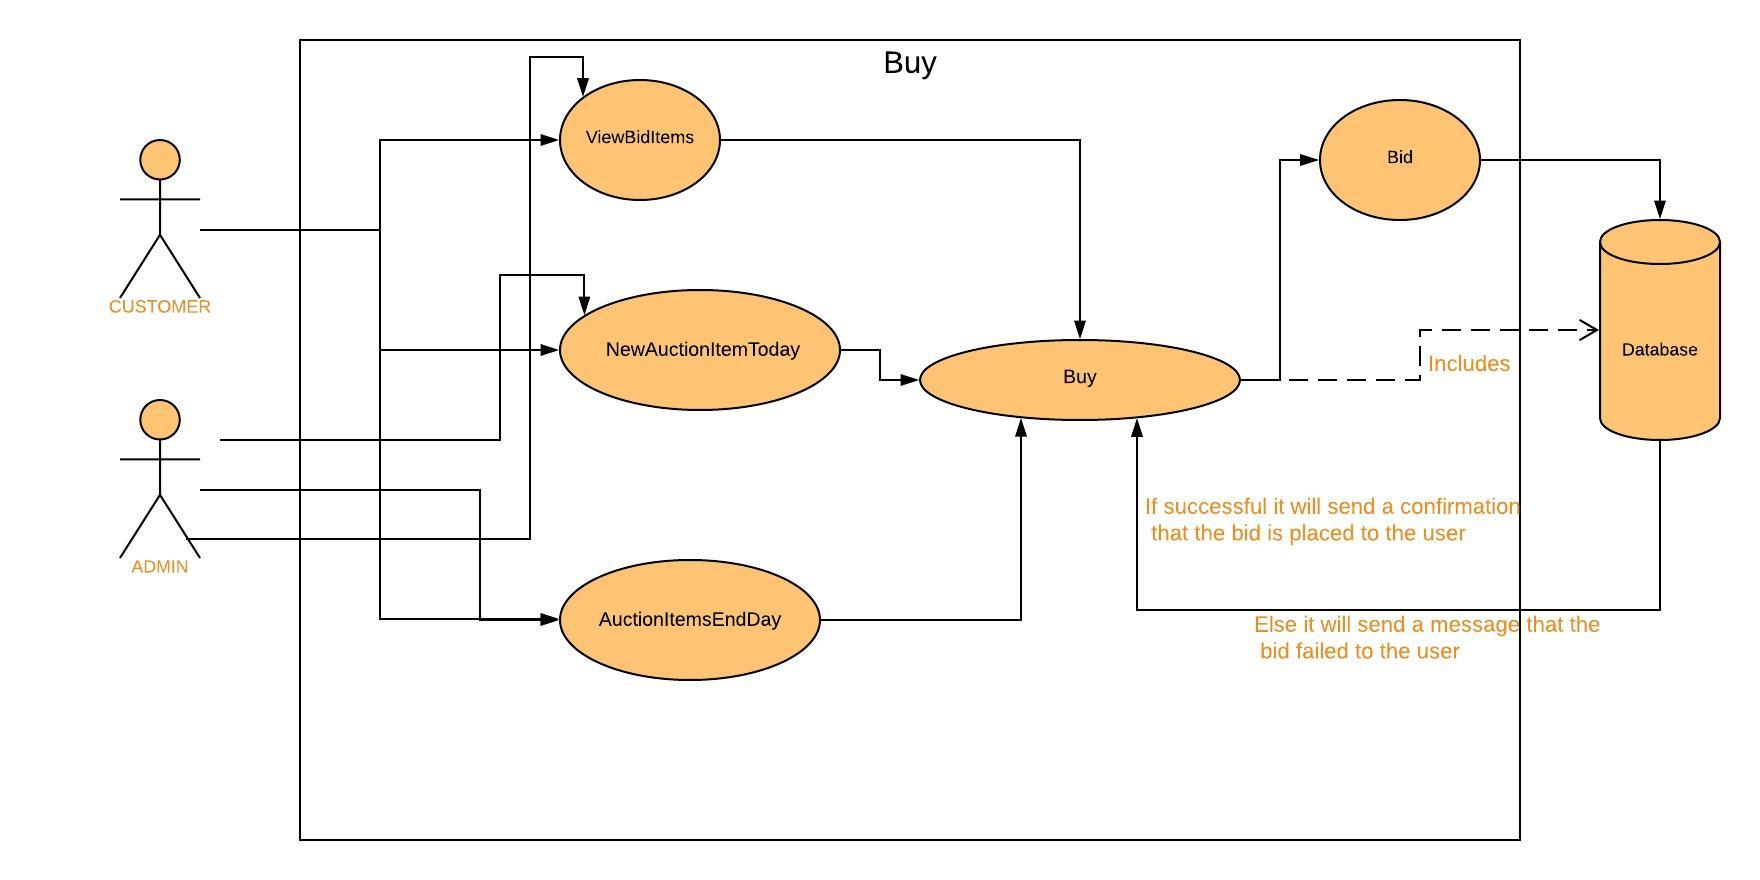 Buy
ViewBidItems
Bid
CUSTOMER
NewAuctionItemToday
Buy
Includes
Database
If successful it will send a confirmation
that the bid is placed to the user
ADMIN
AuctionItemsEndDay
Else it will send a message that the
bid failed to the user